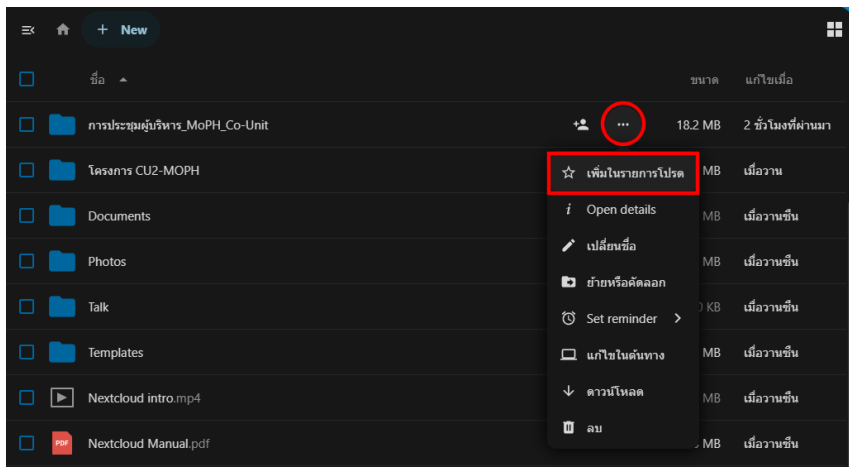 + New
ชื่อ ขนาด แก้ไขเมื่อ
การประชุมผู้บริหาร_MoPH_Co-Unit 18.2 MB 2 ชั่วโมงที่ผ่านมา
โครงการ CU2-MOPH เพิ่มในรายการโปรด MB เมื่อวาน
Documents Open details MB เมื่อวานซืน
เปลี่ยนชื่อ
Photos MB เมื่อวานซืน
ย้ายหรือคัดลอก
Talk Set reminder KB เมื่อวานซืน
Templates แก้ไขในต้นทาง MB เมื่อวานซืน
Nextcloud intro.mp4 ดาวน์โหลด MB เมื่อวานซืน
ลบ
PDF Nextcloud Manual.pdf MB เมื่อวานซืน